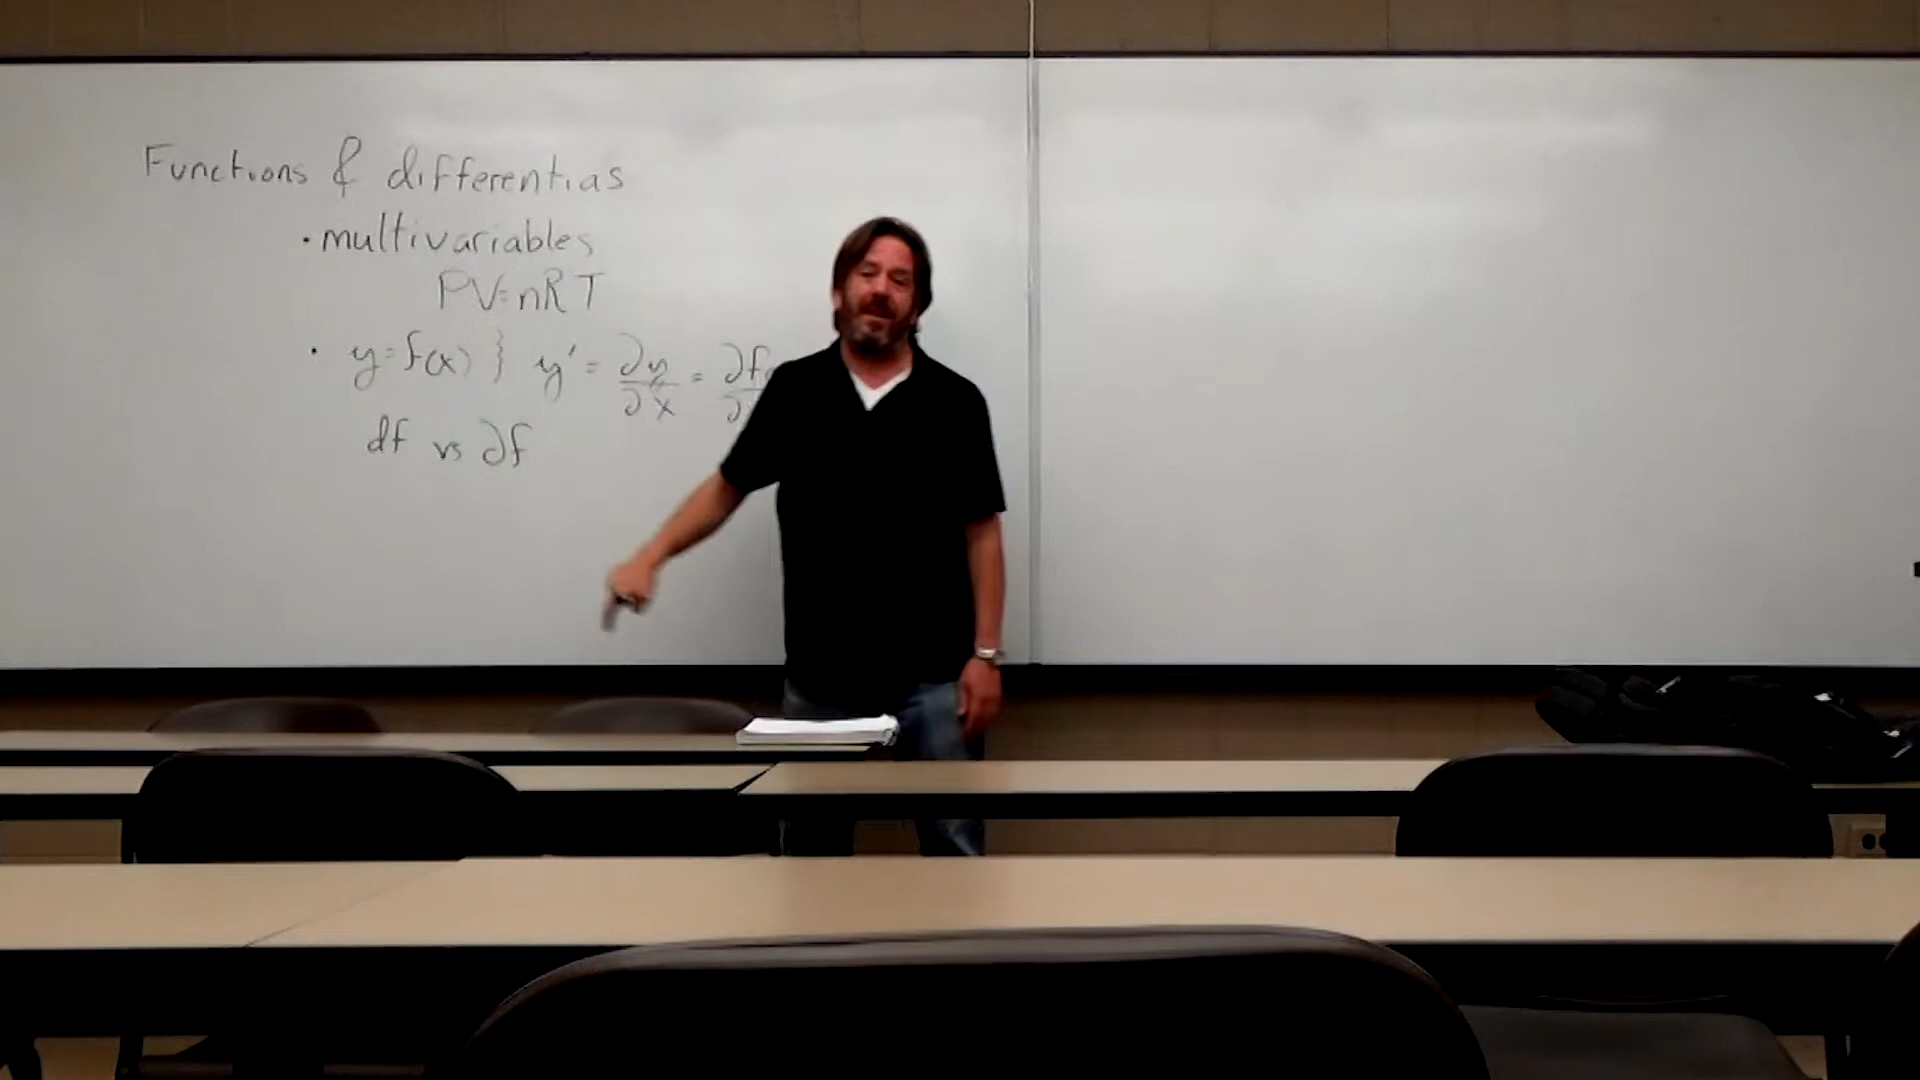 Functions & differentias
• multivariables
PV=nRT
• y=f(x) } y' = ∂y/∂x = ∂f
df vs ∂f